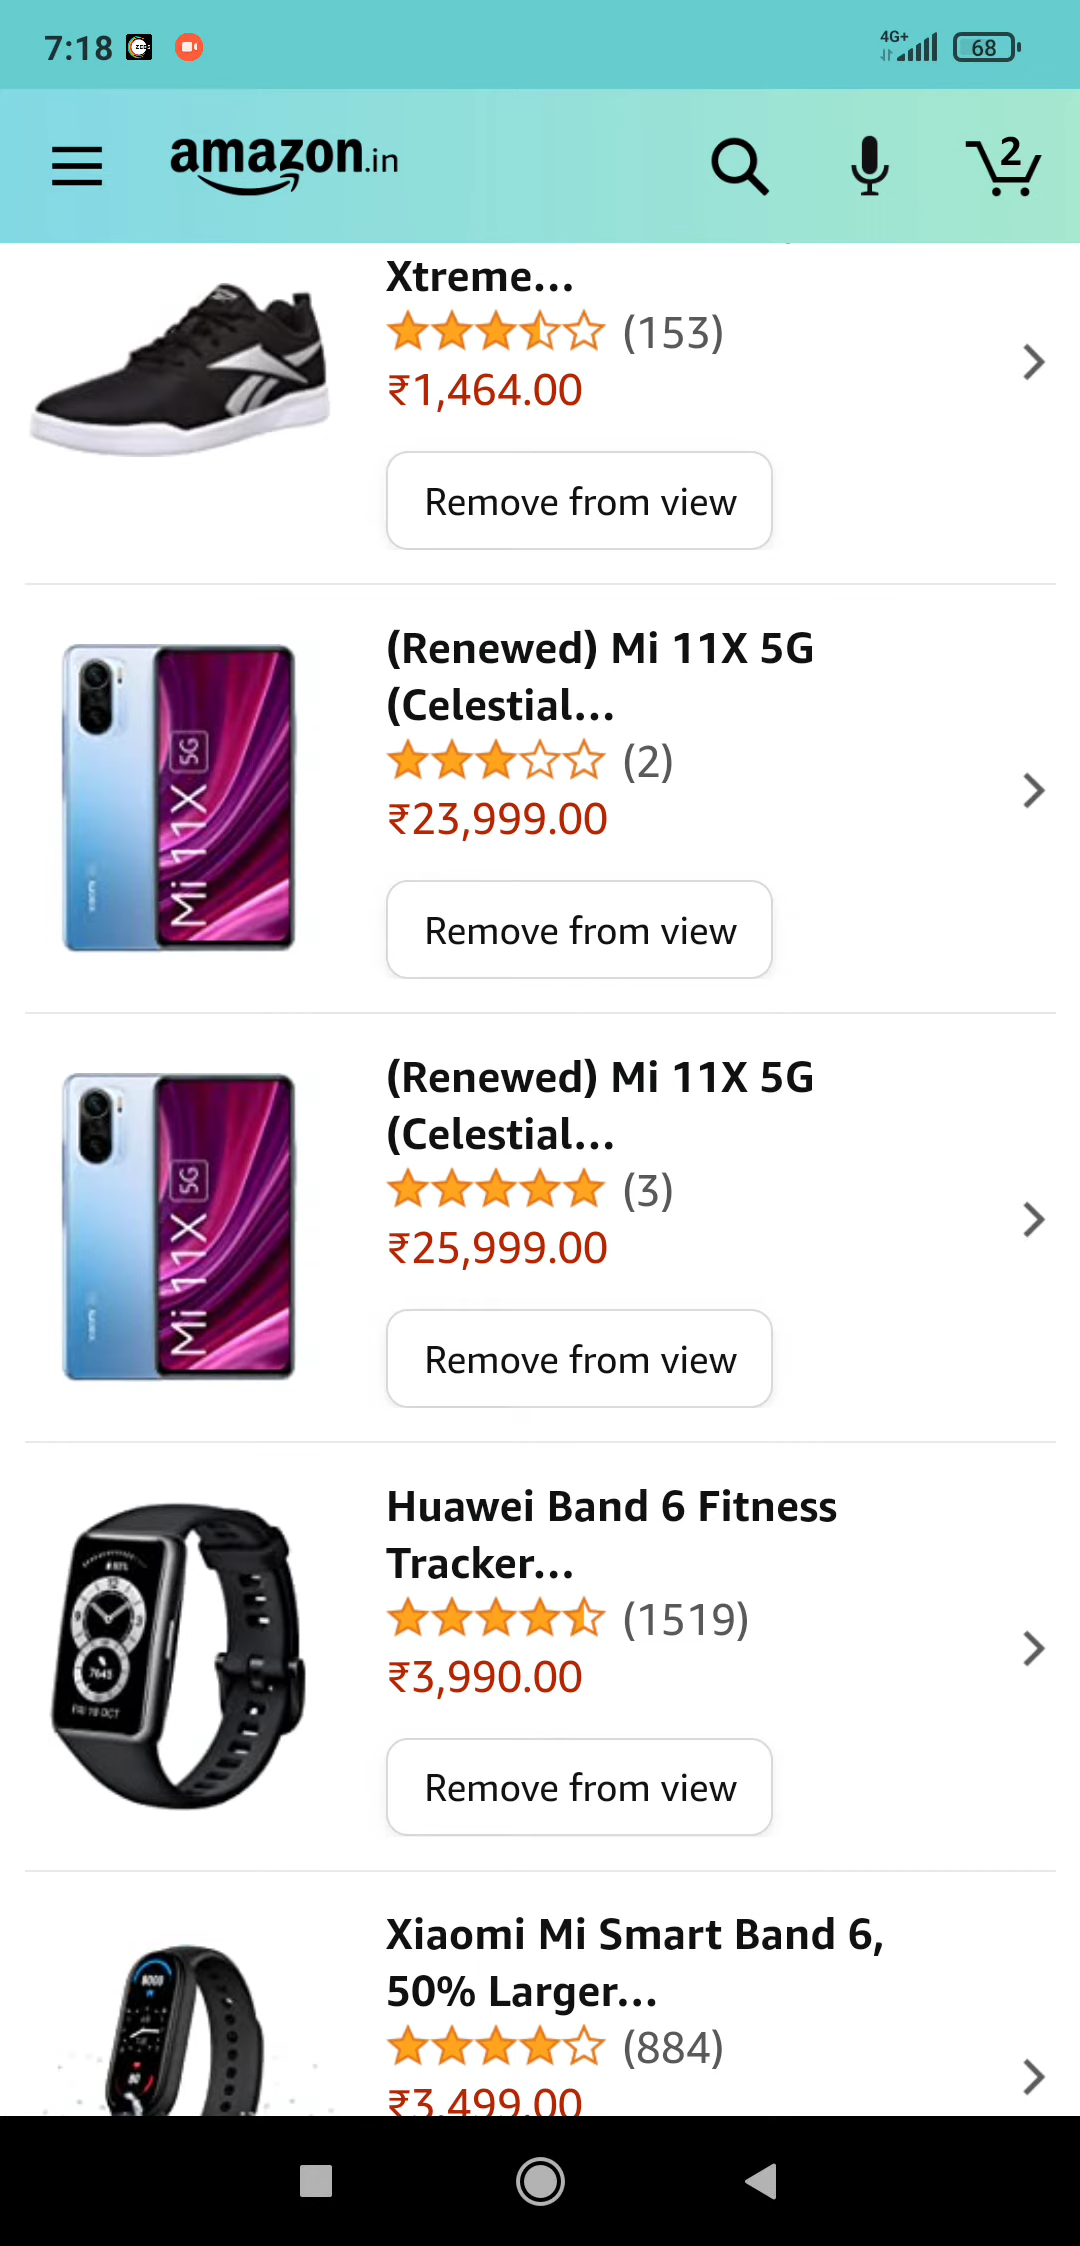 7:18
4G+
68
amazon.in
2
Xtreme...
(153)
₹1,464.00
Remove from view
(Renewed) Mi 11X 5G
(Celestial...
(2)
₹23,999.00
Remove from view
Mi 11X 5G
(Renewed) Mi 11X 5G
(Celestial...
(3)
₹25,999.00
Remove from view
Mi 11X 5G
Huawei Band 6 Fitness
Tracker...
(1519)
₹3,990.00
Remove from view
Xiaomi Mi Smart Band 6,
50% Larger...
(884)
₹3,499.00